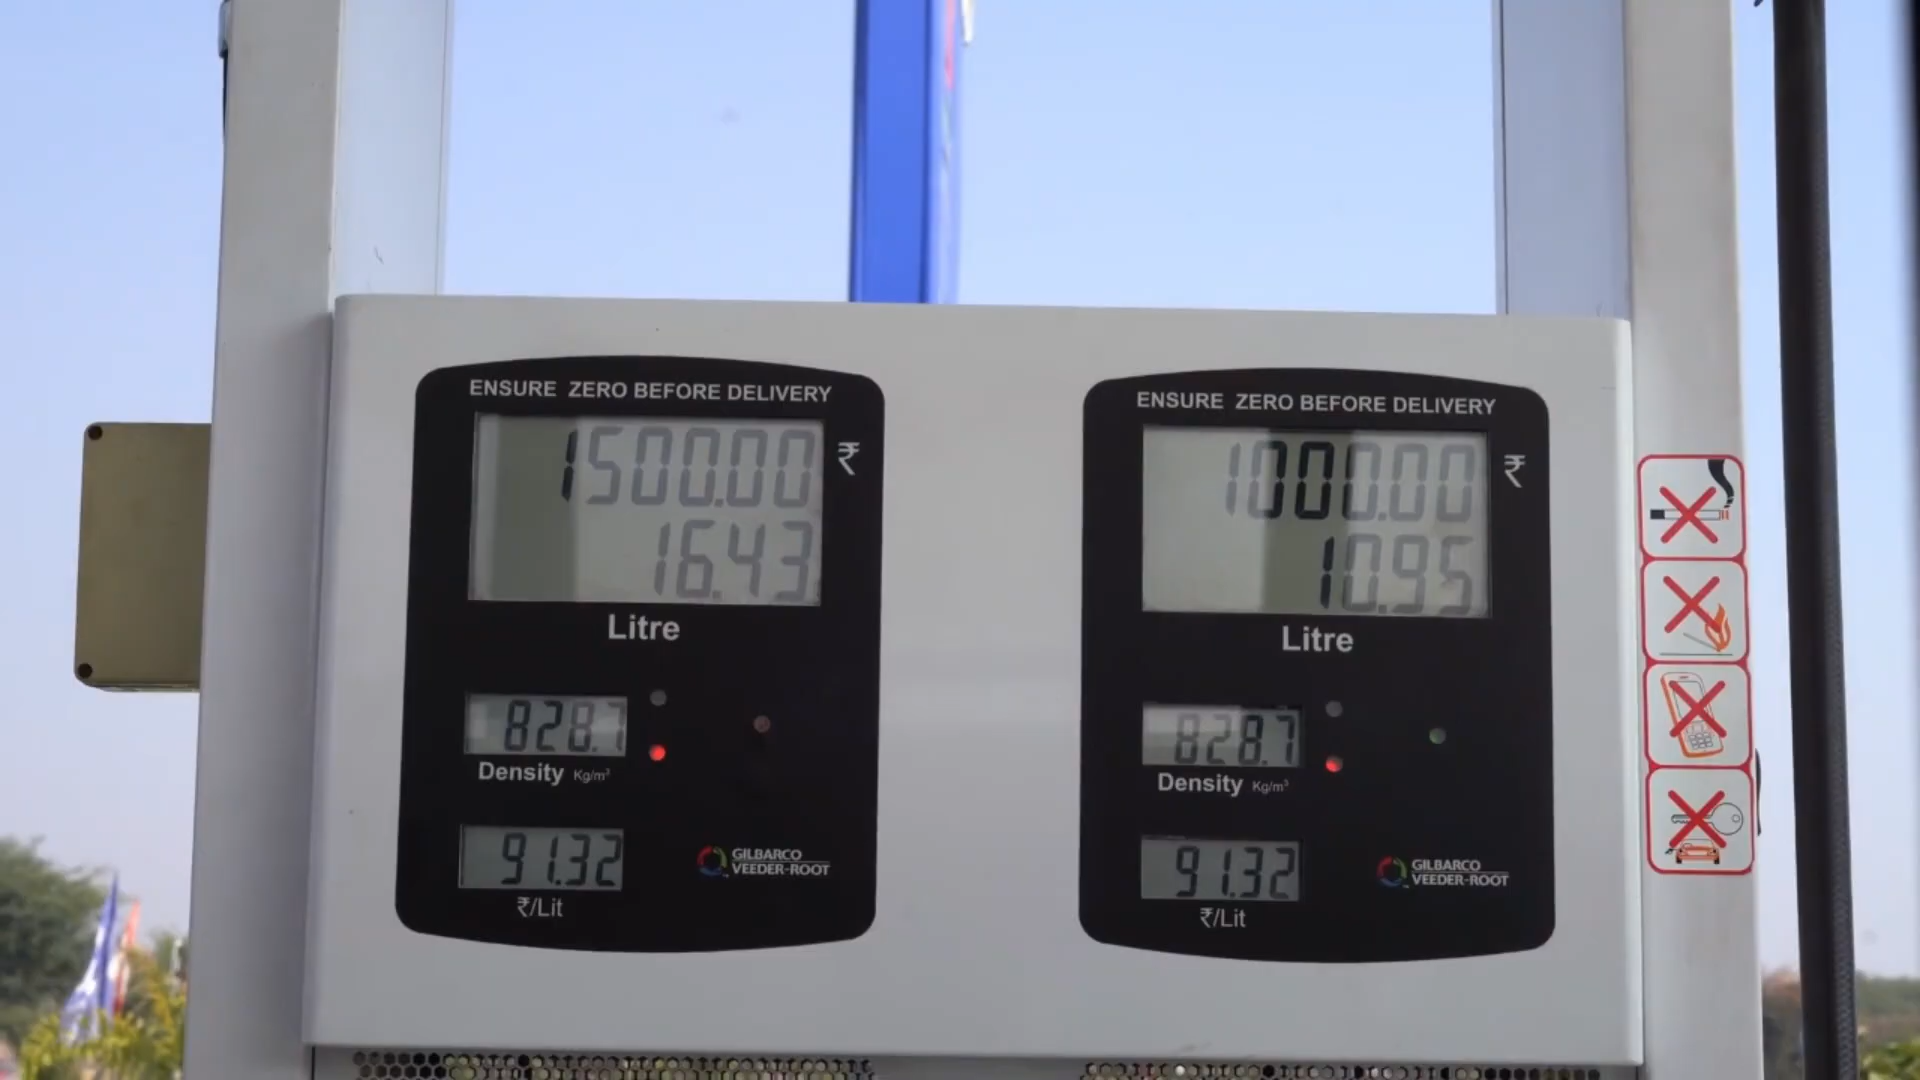 ENSURE ZERO BEFORE DELIVERY
1500.00 ₹
16.43
Litre
828.7
Density Kg/m³
91.32
₹/Lit
GILBARCO
VEEDER-ROOT
ENSURE ZERO BEFORE DELIVERY
1000.00 ₹
10.95
Litre
828.7
Density Kg/m³
91.32
₹/Lit
GILBARCO
VEEDER-ROOT